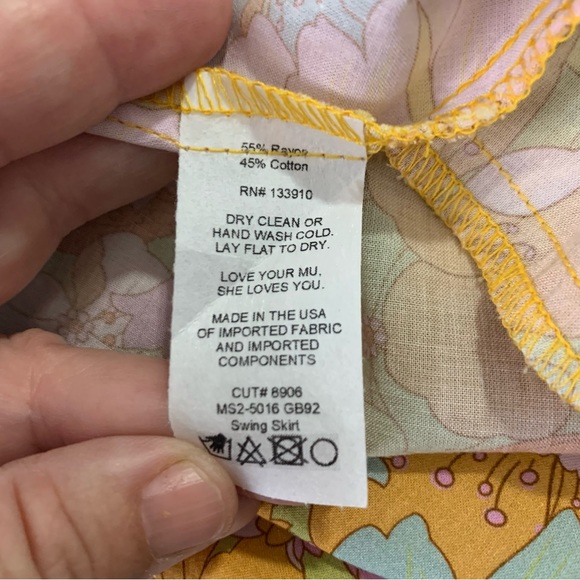 55% Rayon
45% Cotton
RN# 133910
DRY CLEAN OR
HAND WASH COLD.
LAY FLAT TO DRY.
LOVE YOUR MU,
SHE LOVES YOU.
MADE IN THE USA
OF IMPORTED FABRIC
AND IMPORTED
COMPONENTS
CUT# 8906
MS2-5016 GB92
Swing Skirt